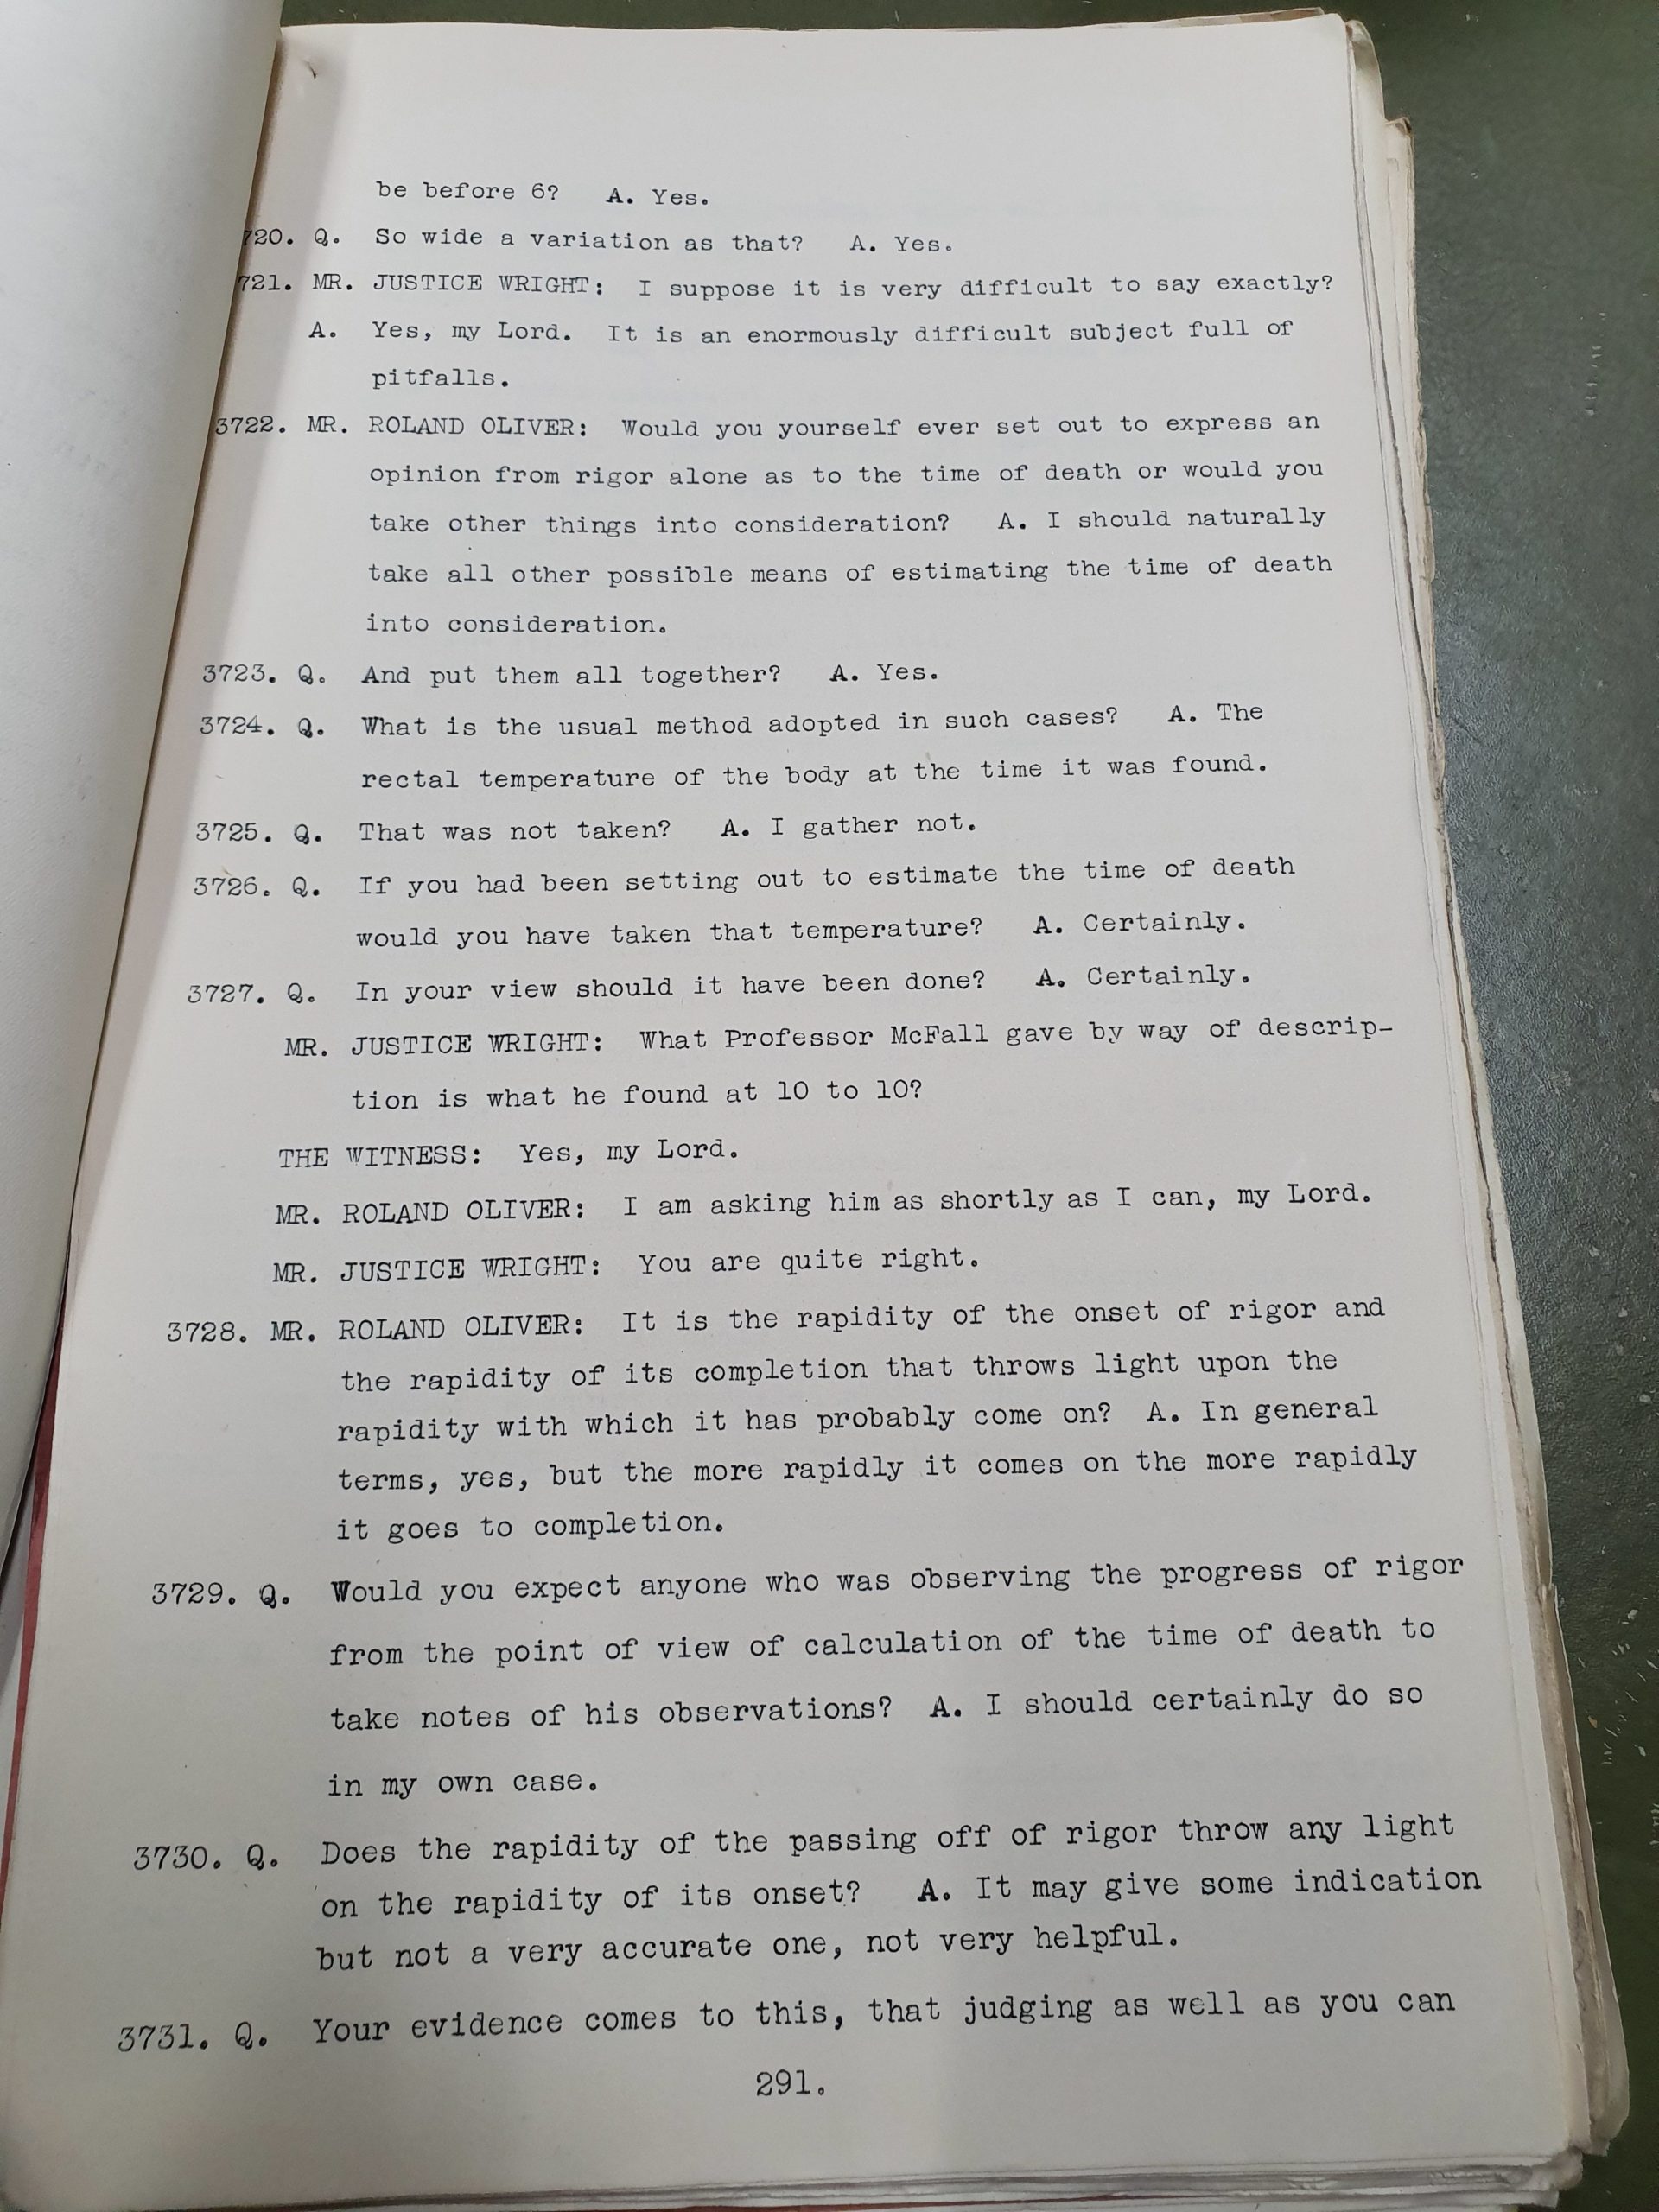 be before 6? A. Yes.
720. Q. So wide a variation as that? A. Yes.
721. MR. JUSTICE WRIGHT: I suppose it is very difficult to say exactly?
A. Yes, my Lord. It is an enormously difficult subject full of
pitfalls.
3722. MR. ROLAND OLIVER: Would you yourself ever set out to express an
opinion from rigor alone as to the time of death or would you
take other things into consideration? A. I should naturally
take all other possible means of estimating the time of death
into consideration.
3723. Q. And put them all together? A. Yes.
3724. Q. What is the usual method adopted in such cases? A. The
rectal temperature of the body at the time it was found.
3725. Q. That was not taken? A. I gather not.
3726. Q. If you had been setting out to estimate the time of death
would you have taken that temperature? A. Certainly.
3727. Q. In your view should it have been done? A. Certainly.
MR. JUSTICE WRIGHT: What Professor McFall gave by way of descrip-
tion is what he found at 10 to 10?
THE WITNESS: Yes, my Lord.
MR. ROLAND OLIVER: I am asking him as shortly as I can, my Lord.
MR. JUSTICE WRIGHT: You are quite right.
3728. MR. ROLAND OLIVER: It is the rapidity of the onset of rigor and
the rapidity of its completion that throws light upon the
rapidity with which it has probably come on? A. In general
terms, yes, but the more rapidly it comes on the more rapidly
it goes to completion.
3729. Q. Would you expect anyone who was observing the progress of rigor
from the point of view of calculation of the time of death to
take notes of his observations? A. I should certainly do so
in my own case.
3730. Q. Does the rapidity of the passing off of rigor throw any light
on the rapidity of its onset? A. It may give some indication
but not a very accurate one, not very helpful.
3731. Q. Your evidence comes to this, that judging as well as you can
291.